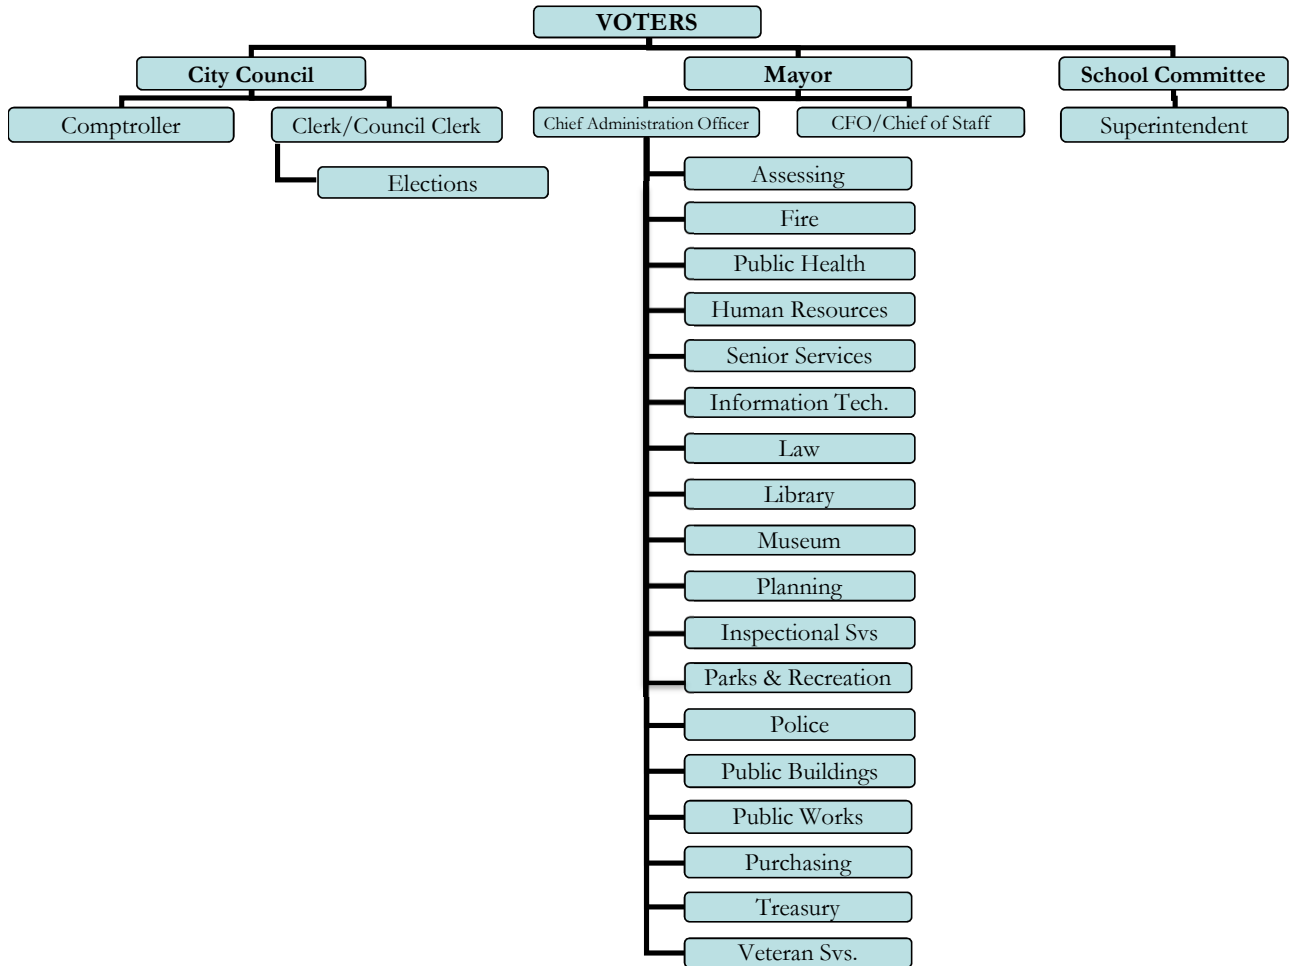 VOTERS
City Council
Mayor
School Committee
Comptroller
Clerk/Council Clerk
Chief Administration Officer
CFO/Chief of Staff
Superintendent
Elections
Assessing
Fire
Public Health
Human Resources
Senior Services
Information Tech.
Law
Library
Museum
Planning
Inspectional Svs
Parks & Recreation
Police
Public Buildings
Public Works
Purchasing
Treasury
Veteran Svs.